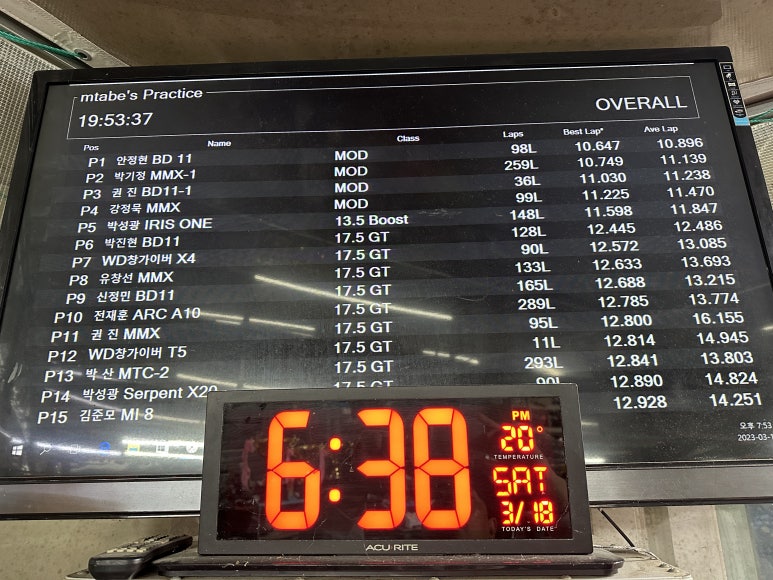 mtabe's Practice
19:53:37
OVERALL
Pos Name Class Laps Best Lap* Ave Lap
P1 안정현 BD 11 MOD 98L 10.647 10.896
P2 박기정 MMX-1 MOD 259L 10.749 11.139
P3 권 진 BD11-1 MOD 36L 11.030 11.238
P4 강정욱 MMX MOD 99L 11.225 11.470
P5 박성광 IRIS ONE 13.5 Boost 148L 11.598 11.847
P6 박진현 BD11 17.5 GT 128L 12.445 12.486
P7 WD창가이버 X4 17.5 GT 90L 12.572 13.085
P8 유창선 MMX 17.5 GT 133L 12.633 13.693
P9 신정민 BD11 17.5 GT 165L 12.688 13.215
P10 전재훈 ARC A10 17.5 GT 289L 12.785 13.774
P11 권 진 MMX 17.5 GT 95L 12.800 16.155
P12 WD창가이버 T5 17.5 GT 11L 12.814 14.945
P13 박 산 MTC-2 17.5 GT 293L 12.841 13.803
P14 박성광 Serpent X20 17.5 GT 90L 12.890 14.824
P15 김준모 MI 8 12.928 14.251
오후 7:53
2023-03-1
6:38 PM
20°
TEMPERATURE
SAT
3/18
TODAY'S DATE
ACU RITE